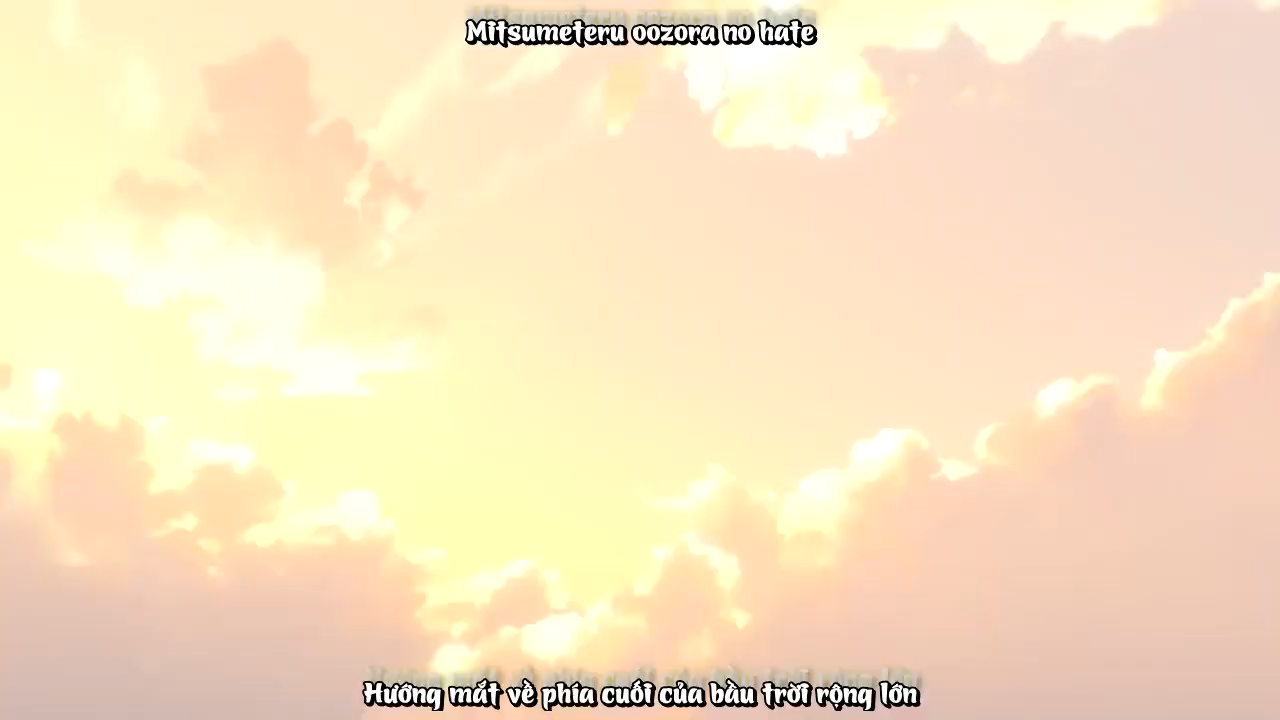 Mitsumeteru oozora no hate
Hướng mắt về phía cuối của bầu trời rộng lớn